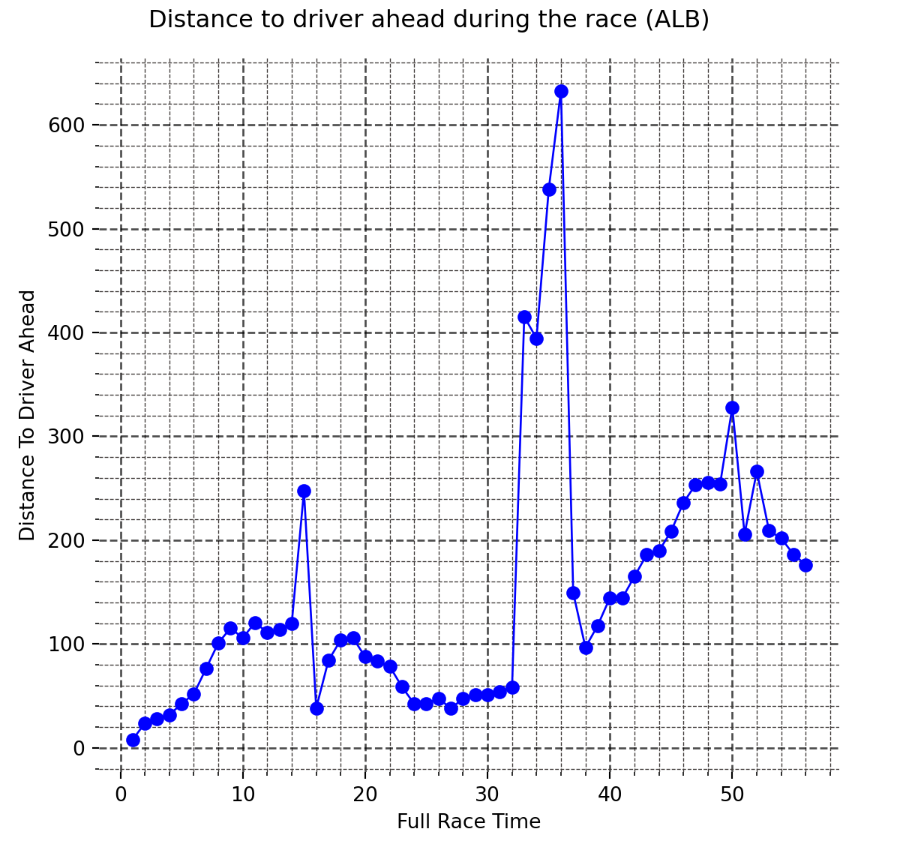 Distance to driver ahead during the race (ALB)
600
500
400
300
200
100
0
Distance To Driver Ahead
0 10 20 30 40 50
Full Race Time